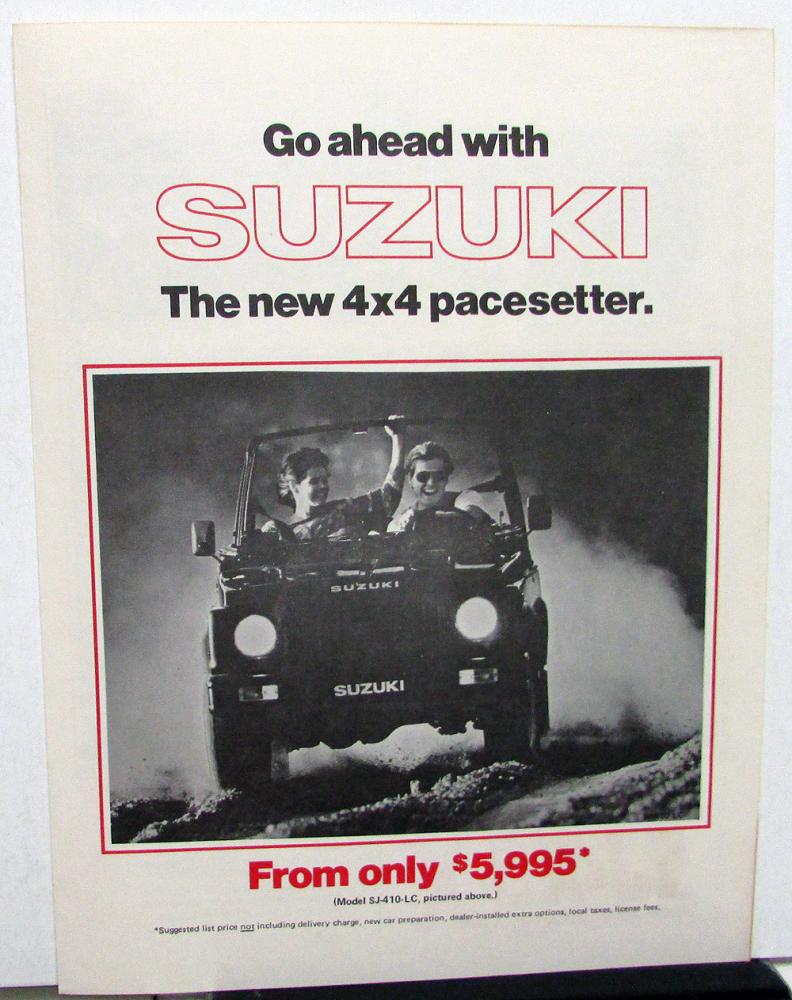 Go ahead with
SUZUKI
The new 4x4 pacesetter.
SUZUKI
SUZUKI
From only $5,995*
(Model SJ-410-LC, pictured above.)
*Suggested list price not including delivery charge, new car preparation, dealer-installed extra options, local taxes, license fees.